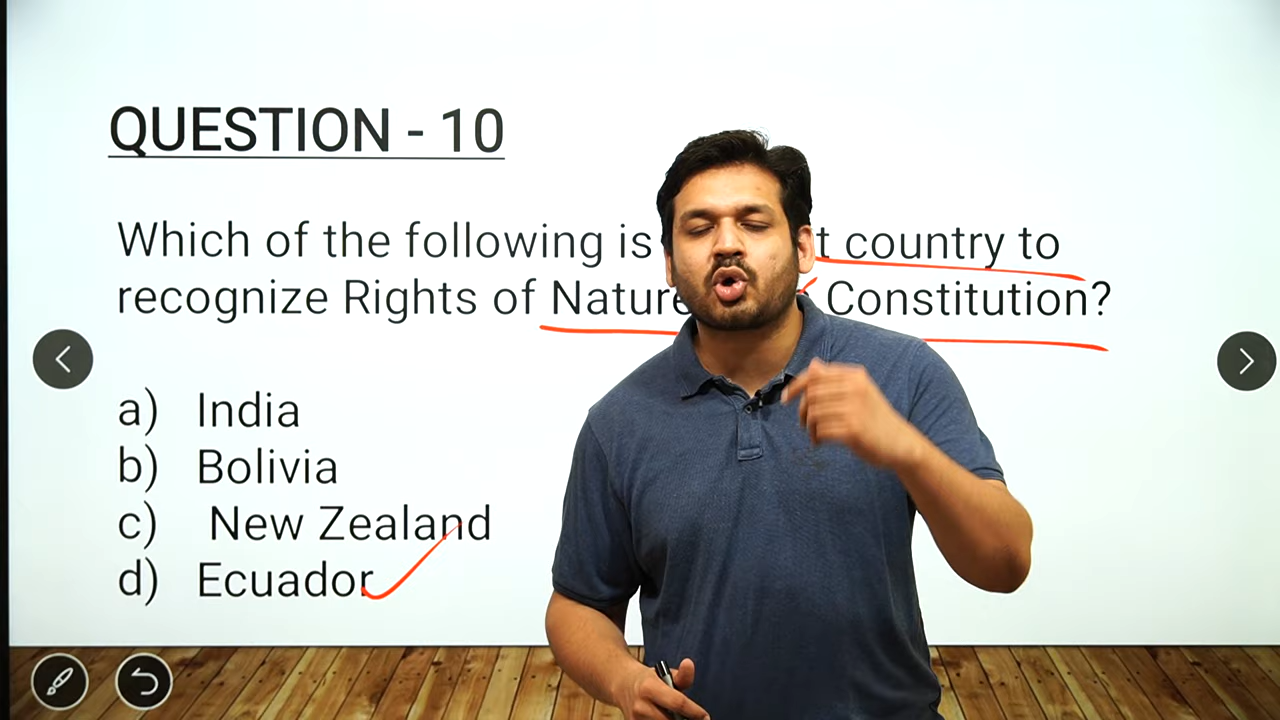 QUESTION - 10
Which of the following is t country to
recognize Rights of Nature Constitution?
a) India
b) Bolivia
c) New Zealand
d) Ecuador